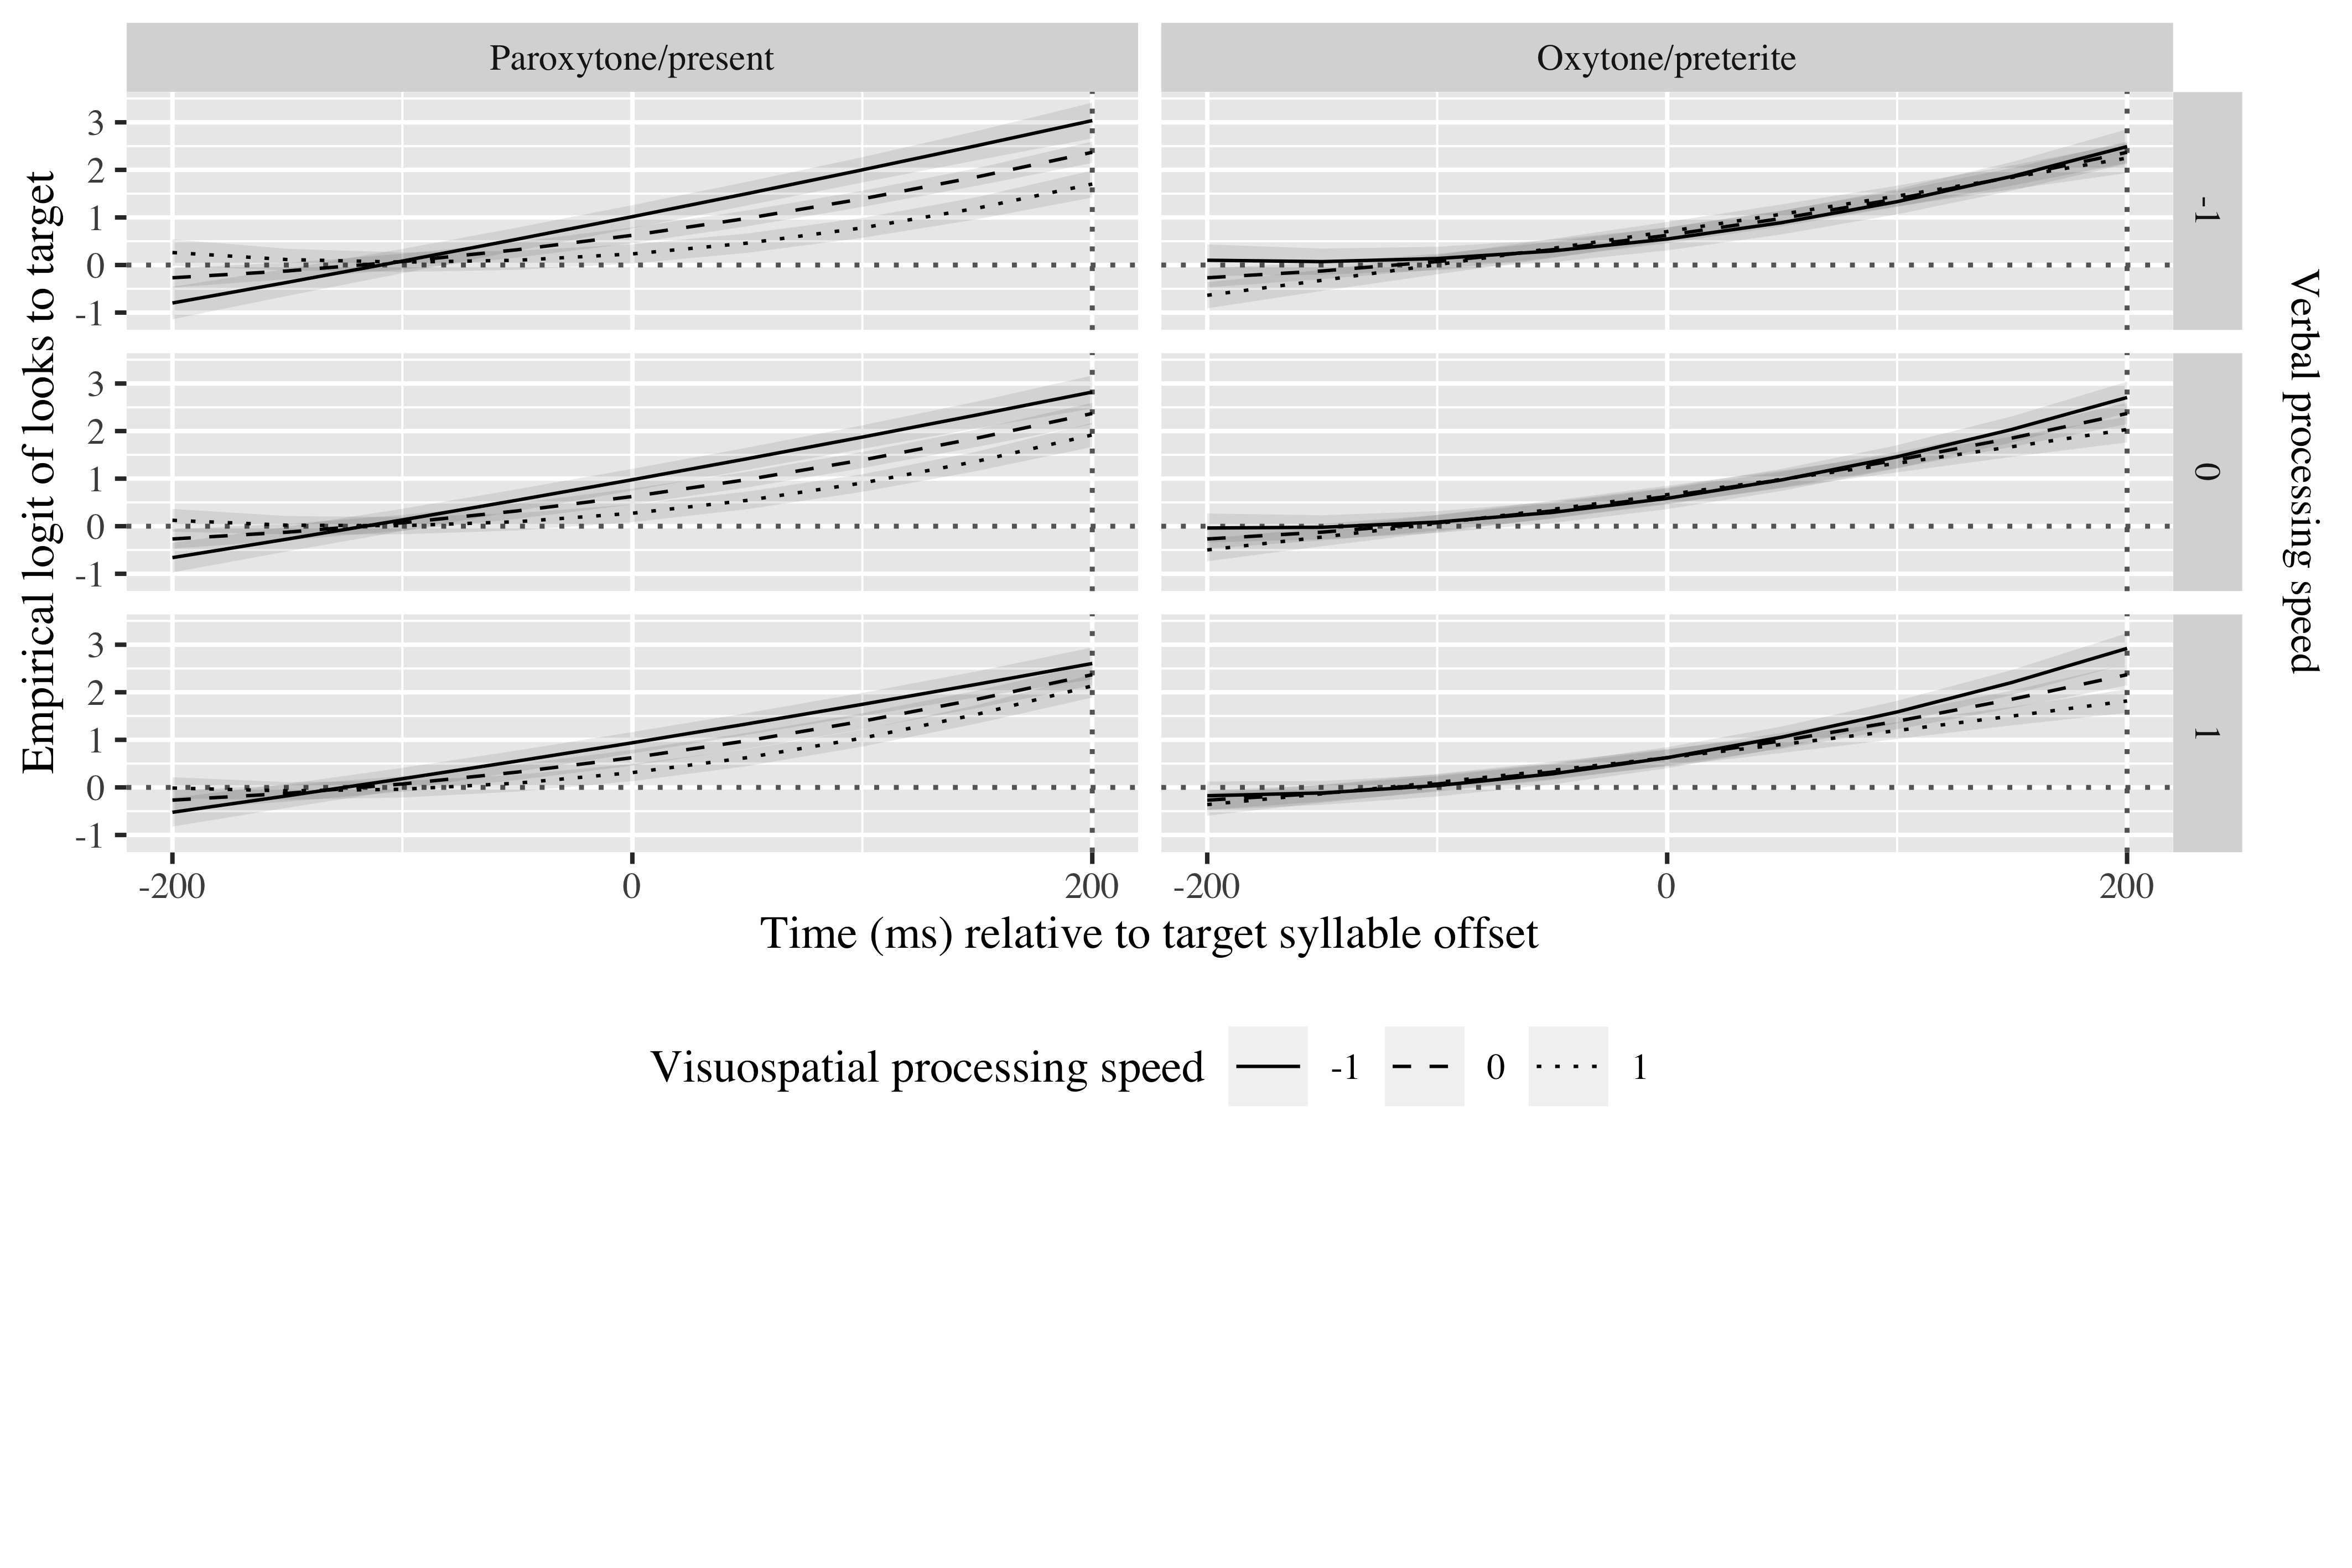 Paroxytone/present
Oxytone/preterite
Empirical logit of looks to target
3
2
1
0
-1
-1
3
2
1
0
-1
0
3
2
1
0
-1
1
Verbal processing speed
-200 0 200 -200 0 200
Time (ms) relative to target syllable offset
Visuospatial processing speed -1 0 1